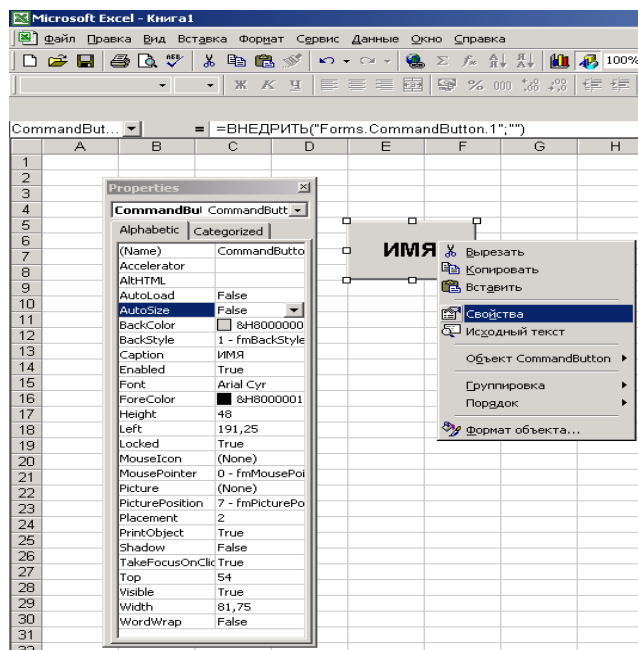 Microsoft Excel - Книга1
Файл Правка Вид Вставка Формат Сервис Данные Окно Справка
100%
Ж К Ч % 000
CommandBut... = =ВНЕДРИТЬ("Forms.CommandButton.1";"")
A B C D E F G H
1
2
3
4
5
6
7
8
9
10
11
12
13
14
15
16
17
18
19
20
21
22
23
24
25
26
27
28
29
30
31
32
Properties
CommandBu CommandButt
Alphabetic Categorized
(Name) CommandButto
Accelerator
AltHTML
AutoLoad False
AutoSize False
BackColor &H8000000
BackStyle 1 - fmBackStyle
Caption ИМЯ
Enabled True
Font Arial Cyr
ForeColor &H8000001
Height 48
Left 191,25
Locked True
MouseIcon (None)
MousePointer 0 - fmMousePoi
Picture (None)
PicturePosition 7 - fmPicturePo
Placement 2
PrintObject True
Shadow False
TakeFocusOnClic True
Top 54
Visible True
Width 81,75
WordWrap False
ИМЯ
Вырезать
Копировать
Вставить
Свойства
Исходный текст
Объект CommandButton
Группировка
Порядок
Формат объекта...